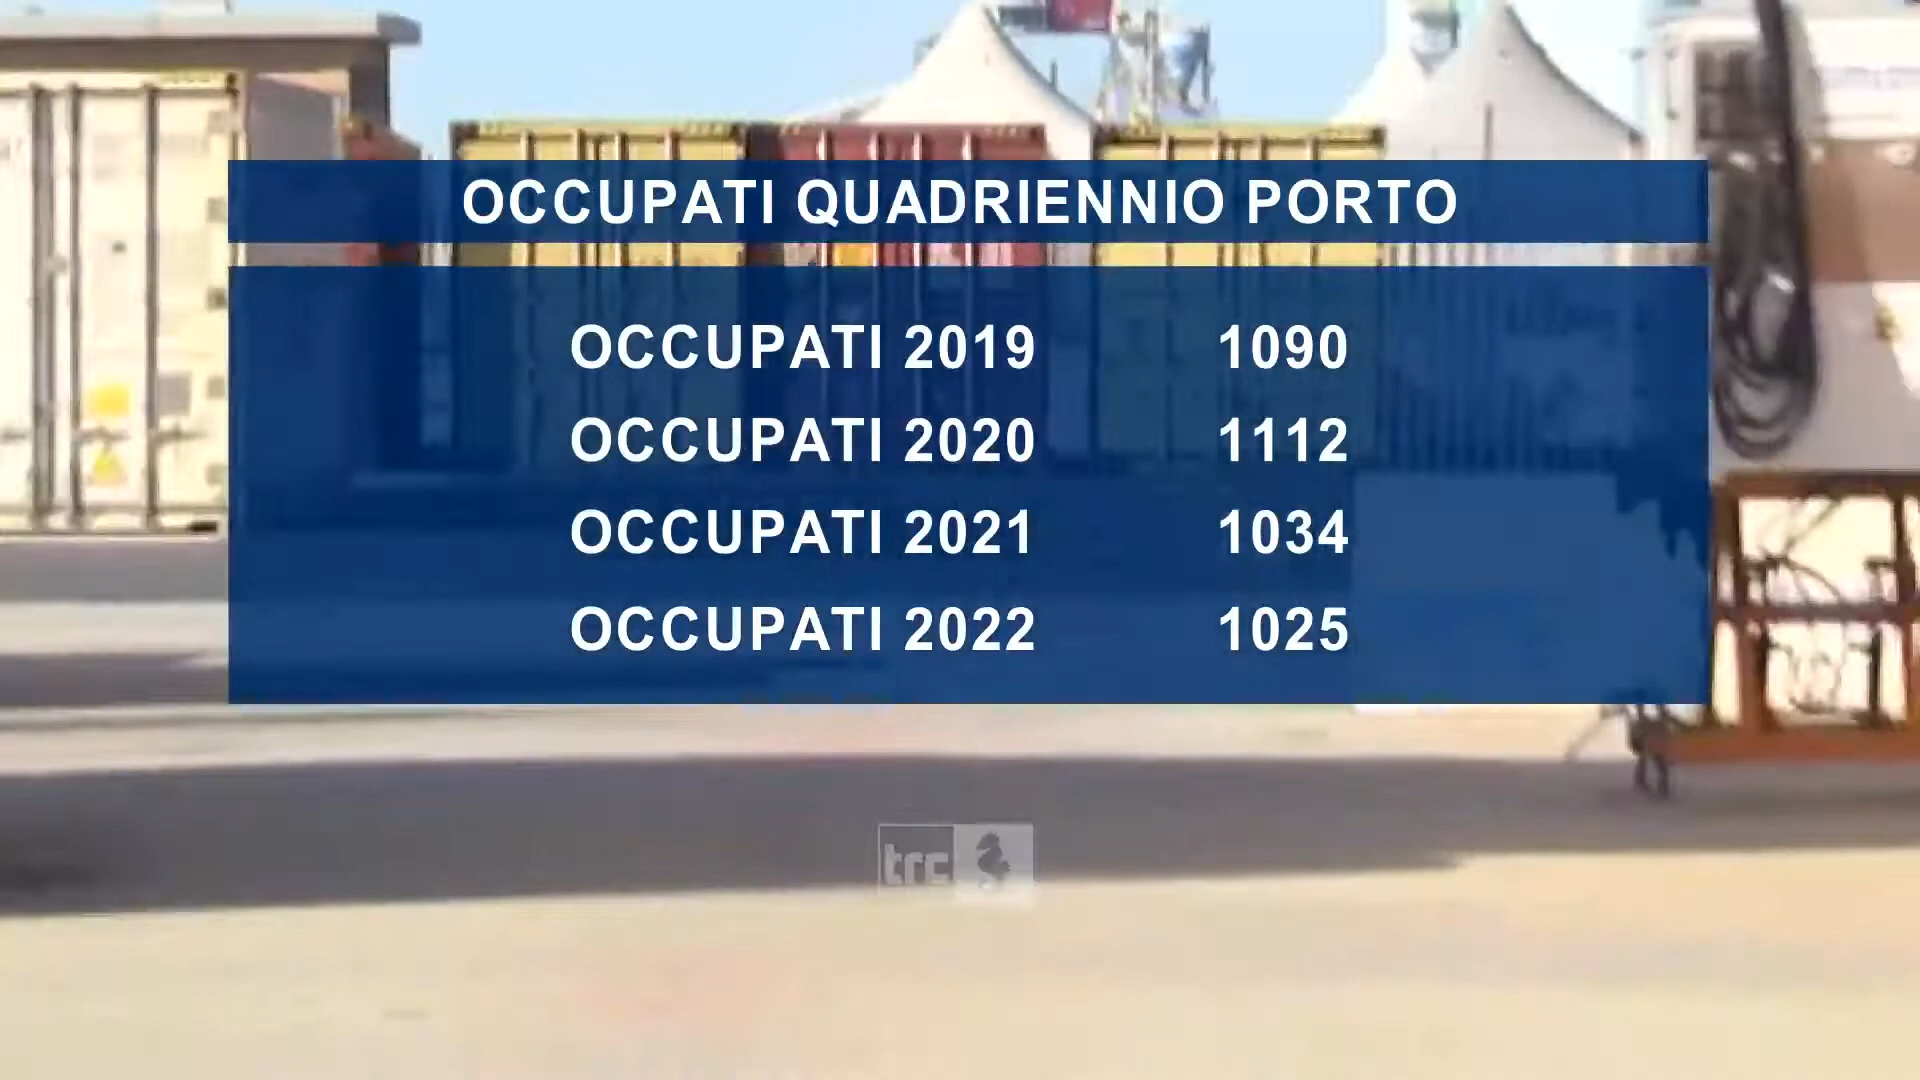 OCCUPATI QUADRIENNIO PORTO
OCCUPATI 2019 1090
OCCUPATI 2020 1112
OCCUPATI 2021 1034
OCCUPATI 2022 1025
trc